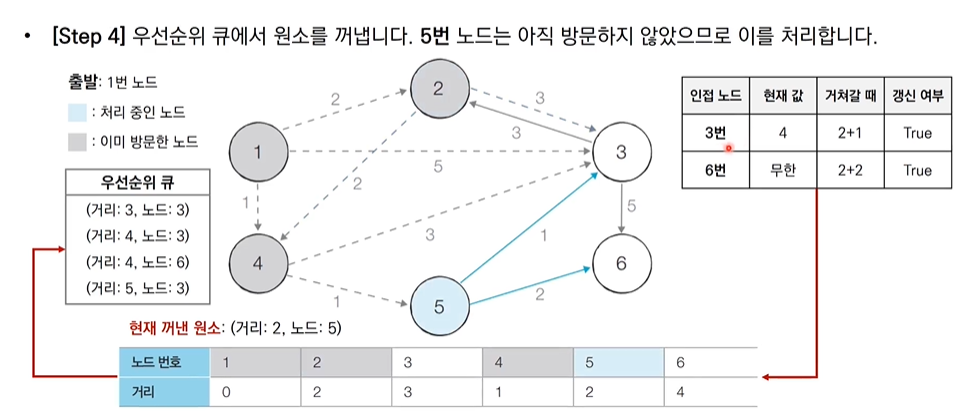 • [Step 4] 우선순위 큐에서 원소를 꺼냅니다. 5번 노드는 아직 방문하지 않았으므로 이를 처리합니다.
출발: 1번 노드
: 처리 중인 노드
: 이미 방문한 노드
우선순위 큐
(거리: 3, 노드: 3)
(거리: 4, 노드: 3)
(거리: 4, 노드: 6)
(거리: 5, 노드: 3)
1
2
3
4
5
6
2
3
3
5
2
1
3
1
1
2
5
인접 노드 현재 값 거쳐갈 때 갱신 여부
3번 4 2+1 True
6번 무한 2+2 True
현재 꺼낸 원소: (거리: 2, 노드: 5)
노드 번호 1 2 3 4 5 6
거리 0 2 3 1 2 4